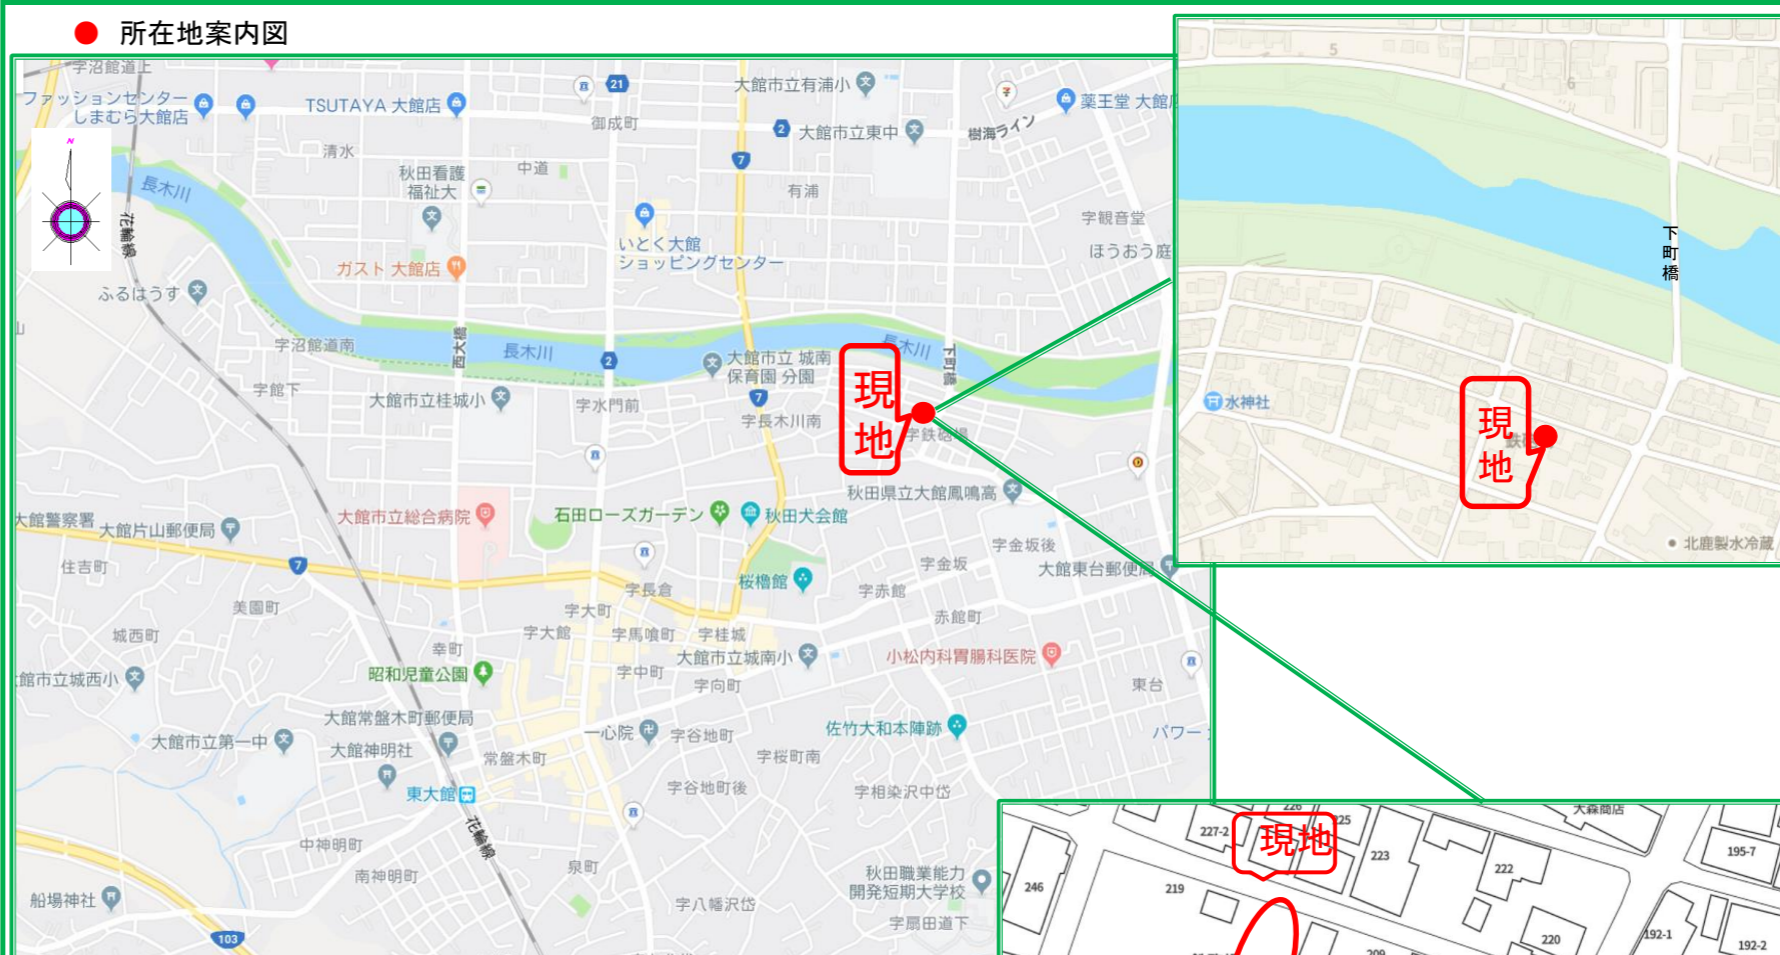 所在地案内図
字沼館道上
ファッションセンター
しまむら大館店
TSUTAYA 大館店
21
御成町
大館市立有浦小
2
大館市立東中
樹海ライン
薬王堂 大館
N
清水
中道
秋田看護
福祉大
7
有浦
長木川
花輪線
字観音堂
ほうおう庭
いとく大館
ショッピングセンター
ガスト 大館店
ふるはうす
字沼館道南
西大橋
長木川
2
大館市立 城南
保育園 分園
長木川
下町橋
現地
字館下
大館市立桂城小
字水門前
7
字長木川南
字鉄砲場
秋田県立大館鳳鳴高
大館警察署
大館片山郵便局
大館市立総合病院
石田ローズガーデン
秋田犬会館
字金坂後
住吉町
7
字金坂
大館東台郵便局
桜櫓館
字長倉
字赤館
美園町
字大町
赤館町
城西町
字大館
字馬喰町
字桂城
幸町
大館市立城南小
小松内科胃腸科医院
館市立城西小
昭和児童公園
字中町
字向町
東台
大館常盤木町郵便局
大館市立第一中
大館神明社
一心院
字谷地町
佐竹大和本陣跡
パワー
常盤木町
字桜町南
東大館
字谷地町後
字相染沢中岱
花輪線
中神明町
泉町
秋田職業能力
開発短期大学校
南神明町
船場神社
字八幡沢岱
字扇田道下
103
5
6
下町橋
水神社
現地
北鹿製氷冷蔵
226
大森商店
227-2
現地
225
223
222
195-7
246
219
220
192-1
192-2
209